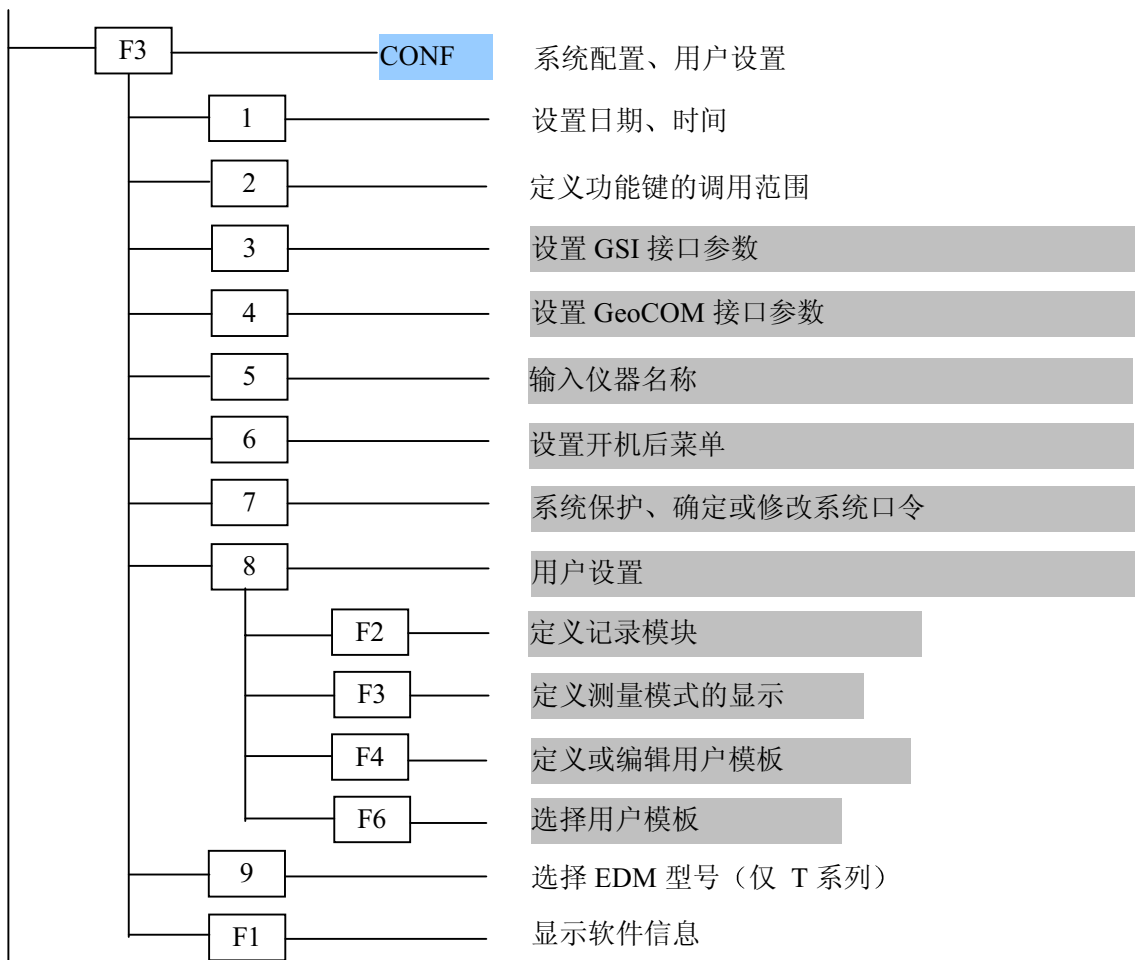 F3 CONF 系统配置、用户设置
1 设置日期、时间
2 定义功能键的调用范围
3 设置 GSI 接口参数
4 设置 GeoCOM 接口参数
5 输入仪器名称
6 设置开机后菜单
7 系统保护、确定或修改系统口令
8 用户设置
F2 定义记录模块
F3 定义测量模式的显示
F4 定义或编辑用户模板
F6 选择用户模板
9 选择 EDM 型号（仅 T 系列）
F1 显示软件信息